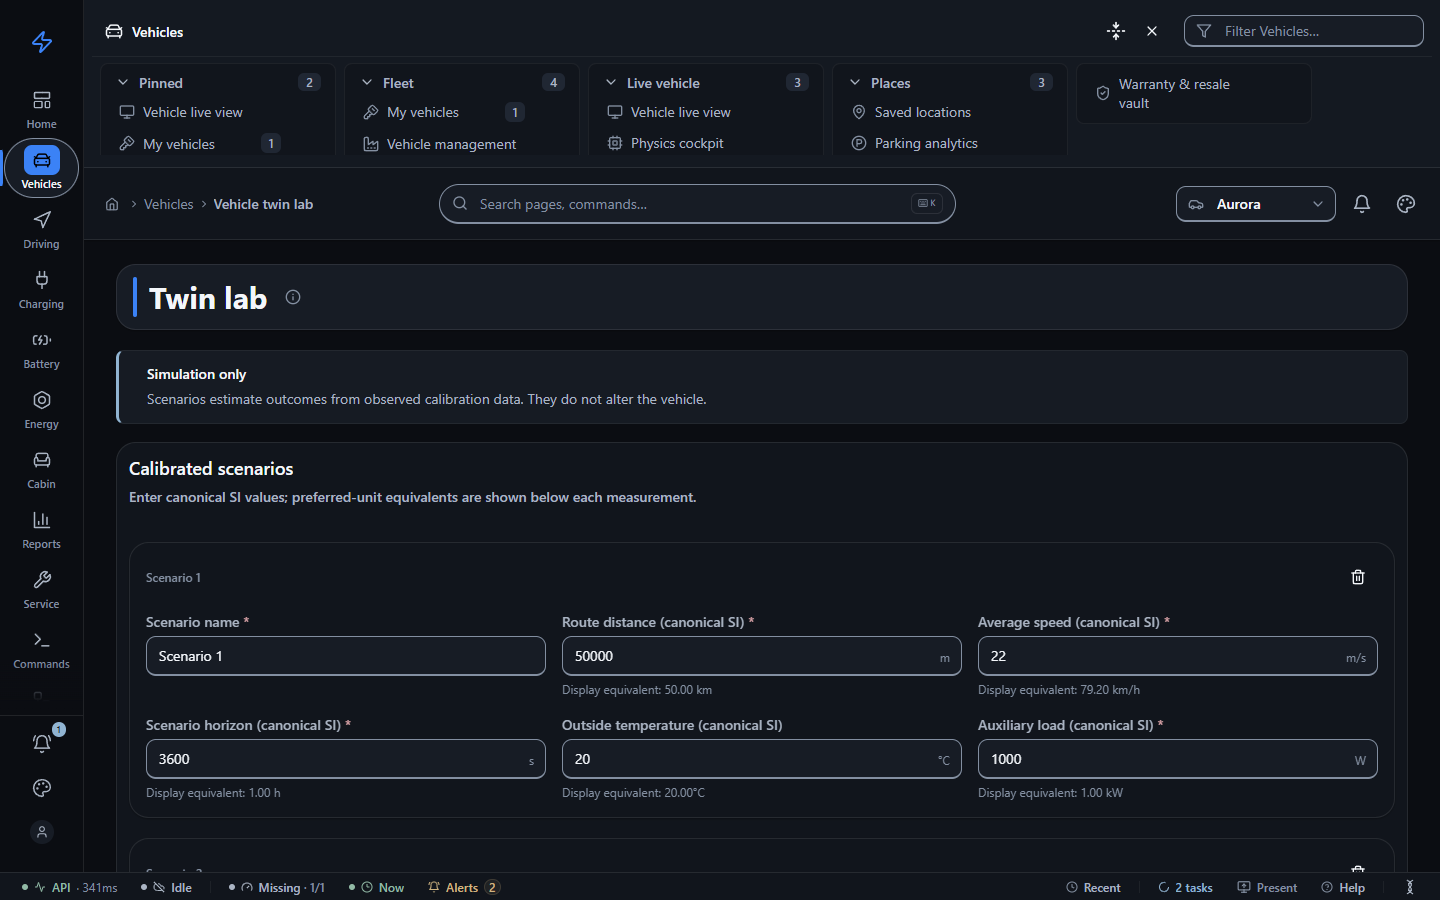 Vehicles
Filter Vehicles...
Pinned 2
Vehicle live view
My vehicles 1
Fleet 4
My vehicles 1
Vehicle management
Live vehicle 3
Vehicle live view
Physics cockpit
Places 3
Saved locations
Parking analytics
Warranty & resale
vault
Home
Vehicles
Driving
Charging
Battery
Energy
Cabin
Reports
Service
Commands
1
Vehicles
Vehicle twin lab
Search pages, commands...
K
Aurora
Twin lab
Simulation only
Scenarios estimate outcomes from observed calibration data. They do not alter the vehicle.
Calibrated scenarios
Enter canonical SI values; preferred-unit equivalents are shown below each measurement.
Scenario 1
Scenario name *
Scenario 1
Route distance (canonical SI) *
50000 m
Display equivalent: 50.00 km
Average speed (canonical SI) *
22 m/s
Display equivalent: 79.20 km/h
Scenario horizon (canonical SI) *
3600 s
Display equivalent: 1.00 h
Outside temperature (canonical SI)
20 °C
Display equivalent: 20.00°C
Auxiliary load (canonical SI) *
1000 W
Display equivalent: 1.00 kW
API · 341ms
Idle
Missing · 1/1
Now
Alerts 2
Recent
2 tasks
Present
Help